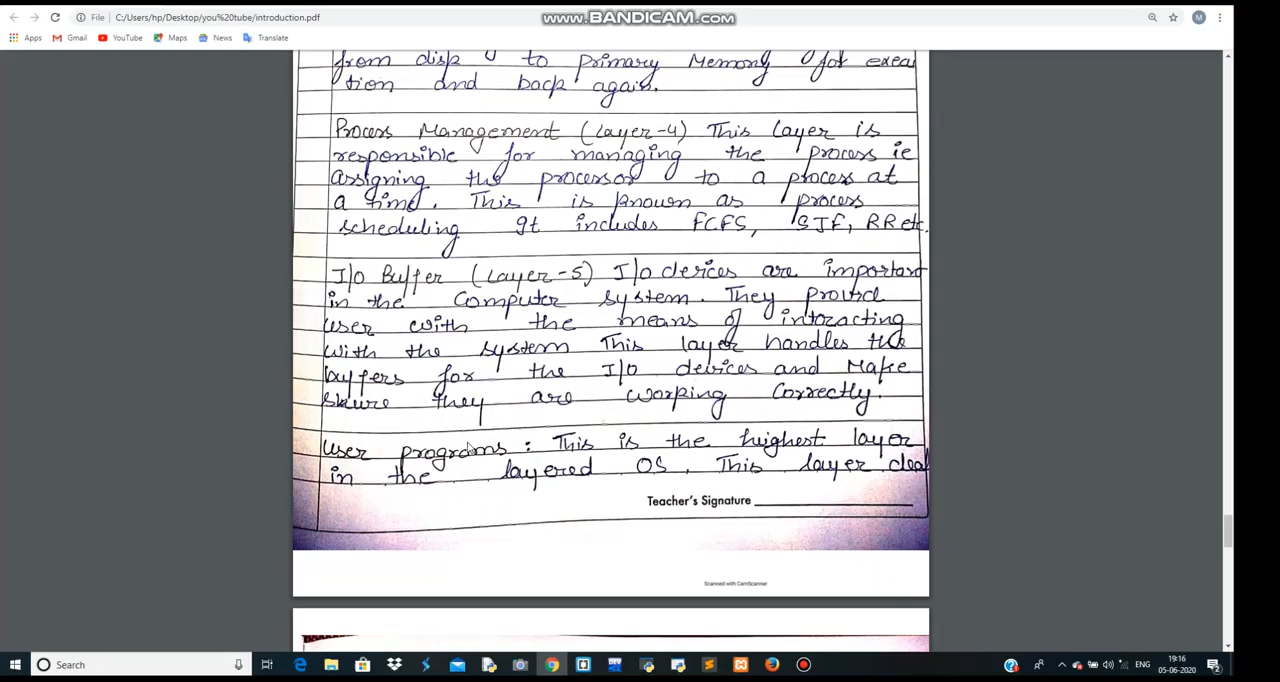 File C:/Users/hp/Desktop/you%20tube/introduction.pdf
www.BANDICAM.com
M
Apps Gmail YouTube Maps News Translate
from disk to Primary Memory for execu
tion and back again.
Process Management (Layer-4) This layer is
responsible for managing the process ie
assigning the processor to a process at
a time. This is known as process
scheduling It includes FCFS, SJF, RR etc.
I/o Buffer (Layer-5) I/o devices are important
in the Computer system. They provid
user with the means of interacting
with the system This layer handles the
buffers for the I/o devices and Make
they are working Correctly.
user programs : This is the highest layer
in the layered OS. This layer deal
Teacher's Signature
Scanned with CamScanner
Search
ENG
19:16
05-06-2020
2